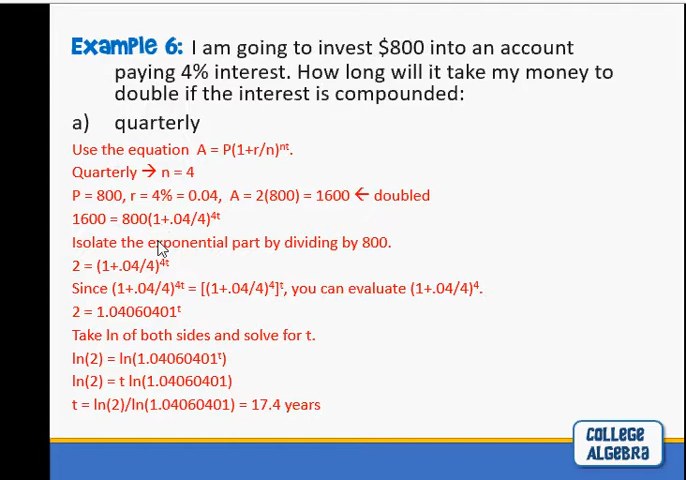 Example 6: I am going to invest $800 into an account
paying 4% interest. How long will it take my money to
double if the interest is compounded:
a) quarterly
Use the equation A = P(1+r/n)ⁿᵗ.
Quarterly → n = 4
P = 800, r = 4% = 0.04, A = 2(800) = 1600 ← doubled
1600 = 800(1+.04/4)⁴ᵗ
Isolate the exponential part by dividing by 800.
2 = (1+.04/4)⁴ᵗ
Since (1+.04/4)⁴ᵗ = [(1+.04/4)⁴]ᵗ, you can evaluate (1+.04/4)⁴.
2 = 1.04060401ᵗ
Take ln of both sides and solve for t.
ln(2) = ln(1.04060401ᵗ)
ln(2) = t ln(1.04060401)
t = ln(2)/ln(1.04060401) = 17.4 years
COLLEGE
ALGEBRA